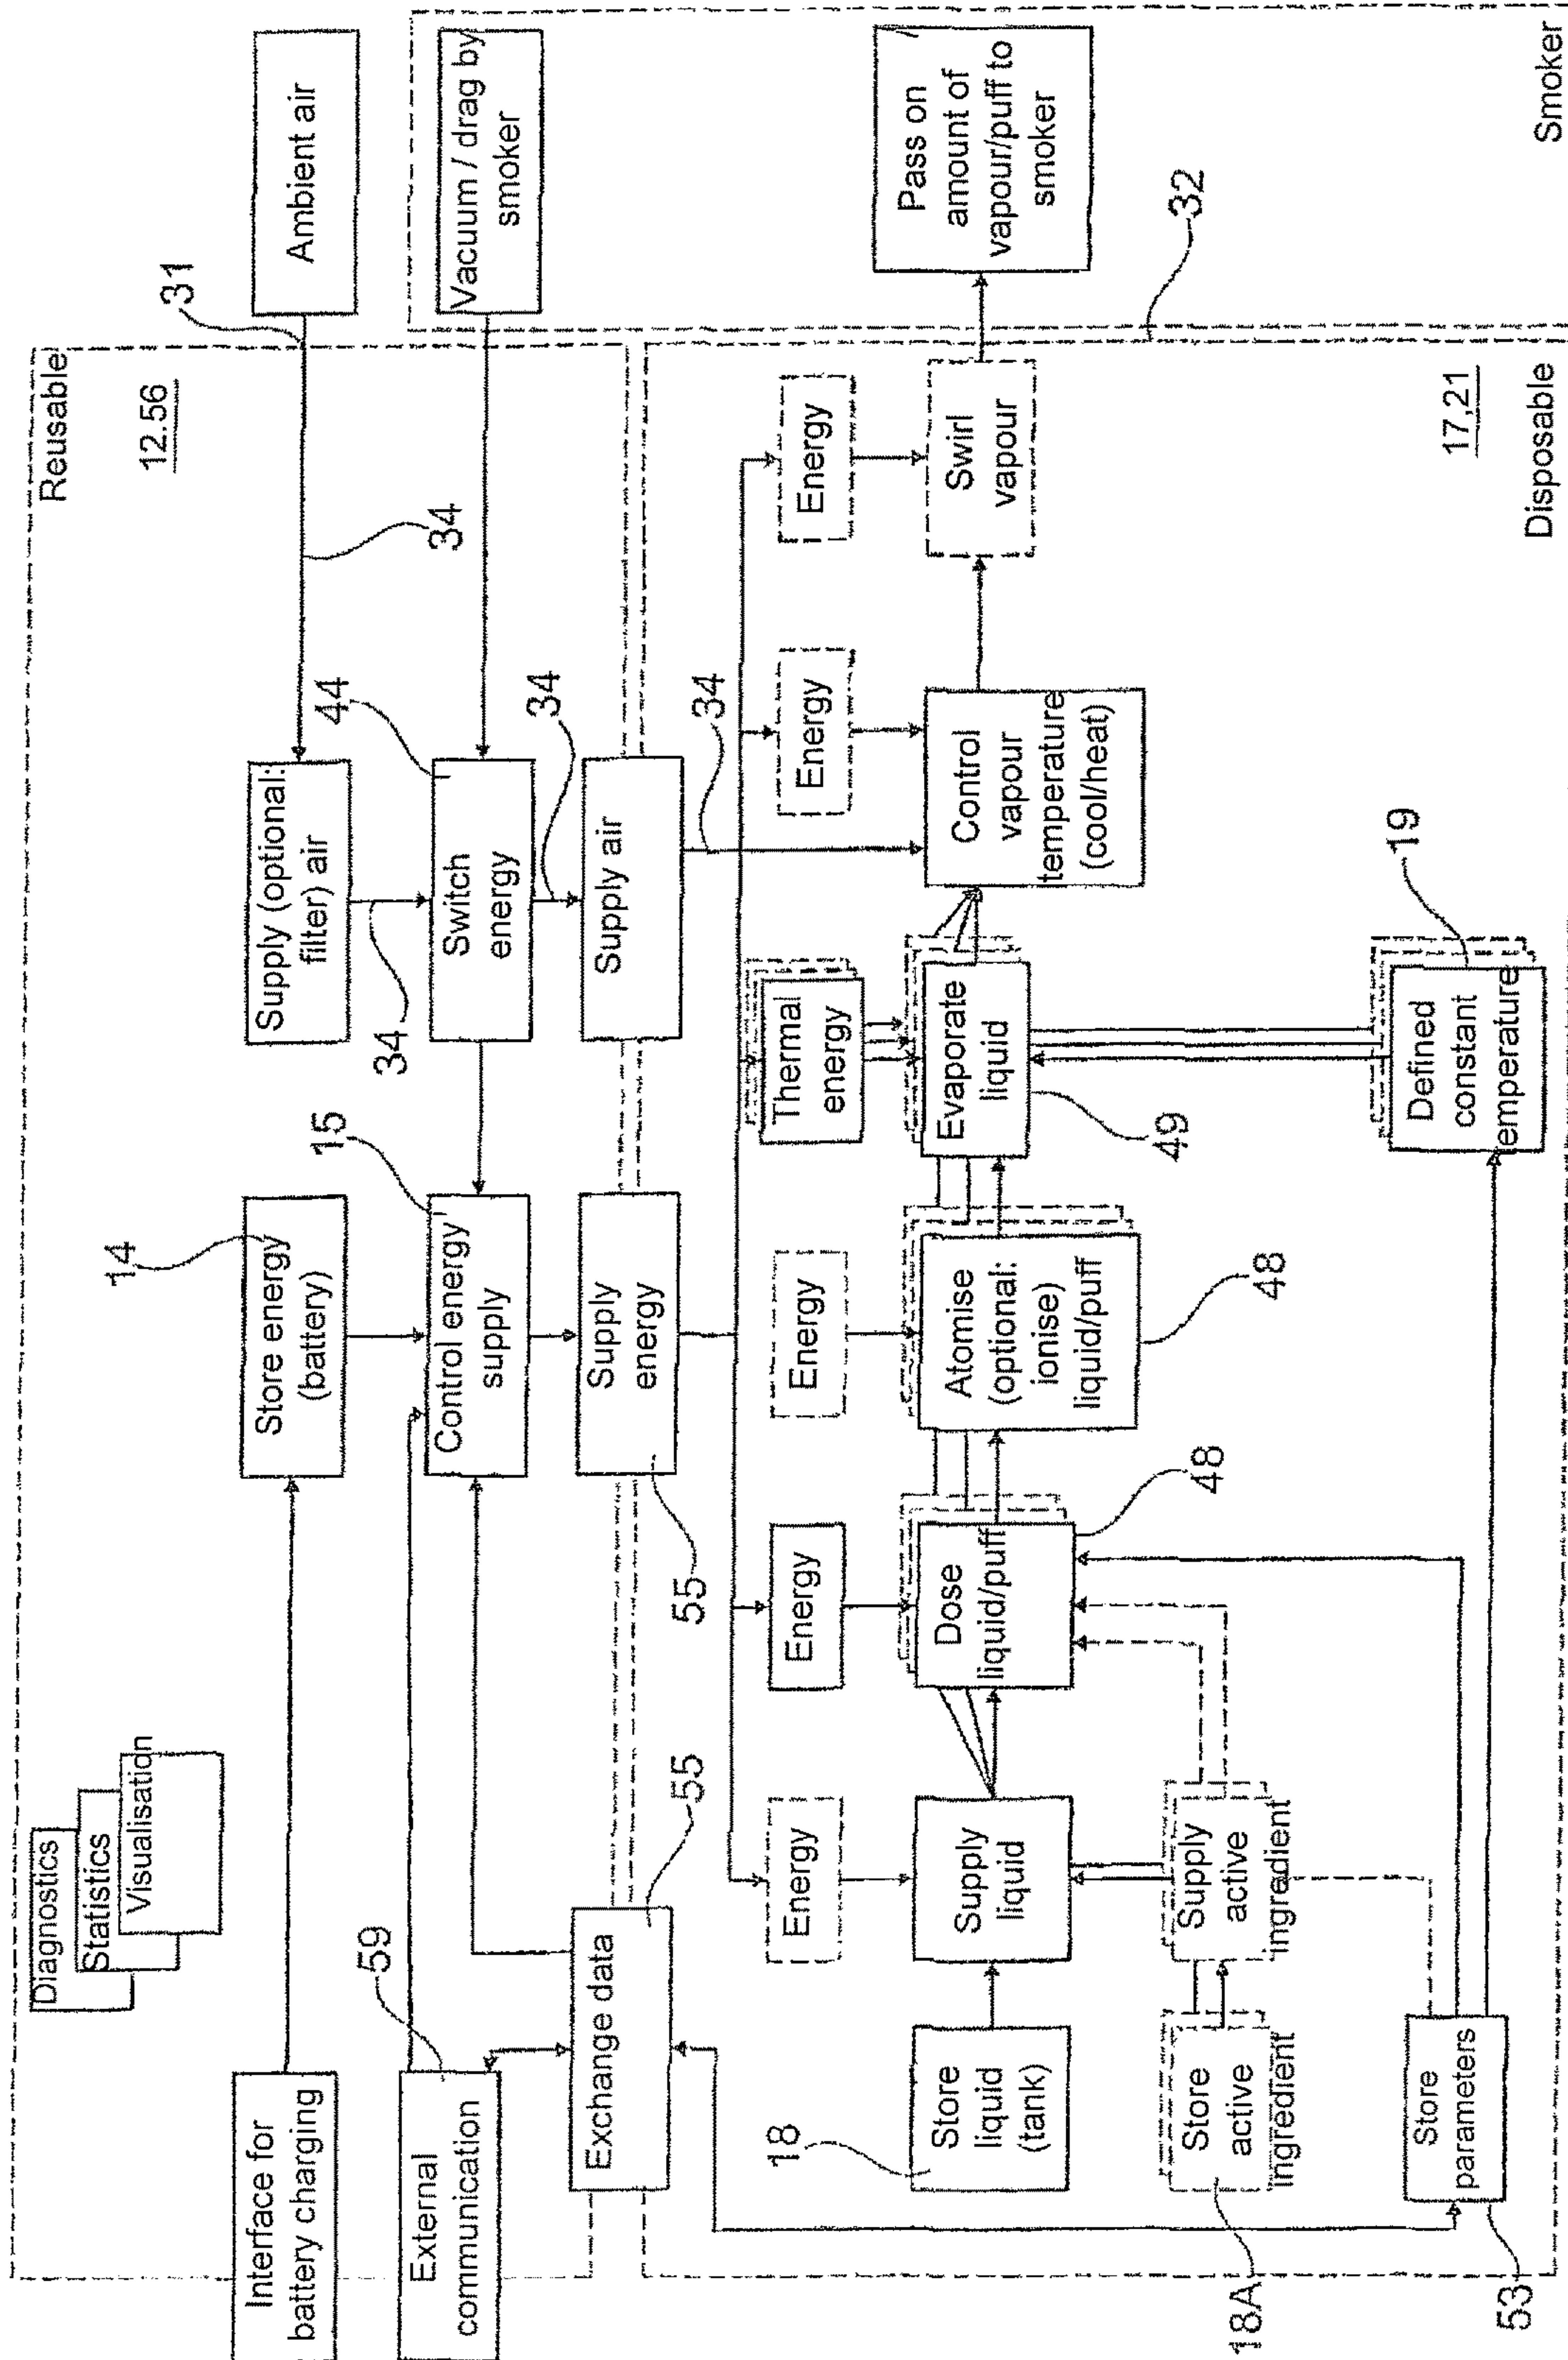 Reusable
12.56
Diagnostics
Statistics
Visualisation
Interface for
battery charging
14
Store energy
(battery)
Supply (optional:
filter) air
34
31
Ambient air
59
External
communication
15
Control energy
supply
34
44
Switch
energy
34
Vacuum / drag by
smoker
Exchange data
55
Supply
energy
55
Supply air
34
Energy
Energy
Energy
Thermal
energy
Energy
Energy
18
Store
liquid
(tank)
Supply
liquid
Dose
liquid/puff
48
Atomise
(optional:
ionise)
liquid/puff
48
Evaporate
liquid
49
Control
vapour
temperature
(cool/heat)
Swirl
vapour
Pass on
amount of
vapour/puff to
smoker
32
18A
Store
active
ingredient
Supply
active
ingredient
53
Store
parameters
Defined
constant
emperature
19
17,21
Disposable
Smoker